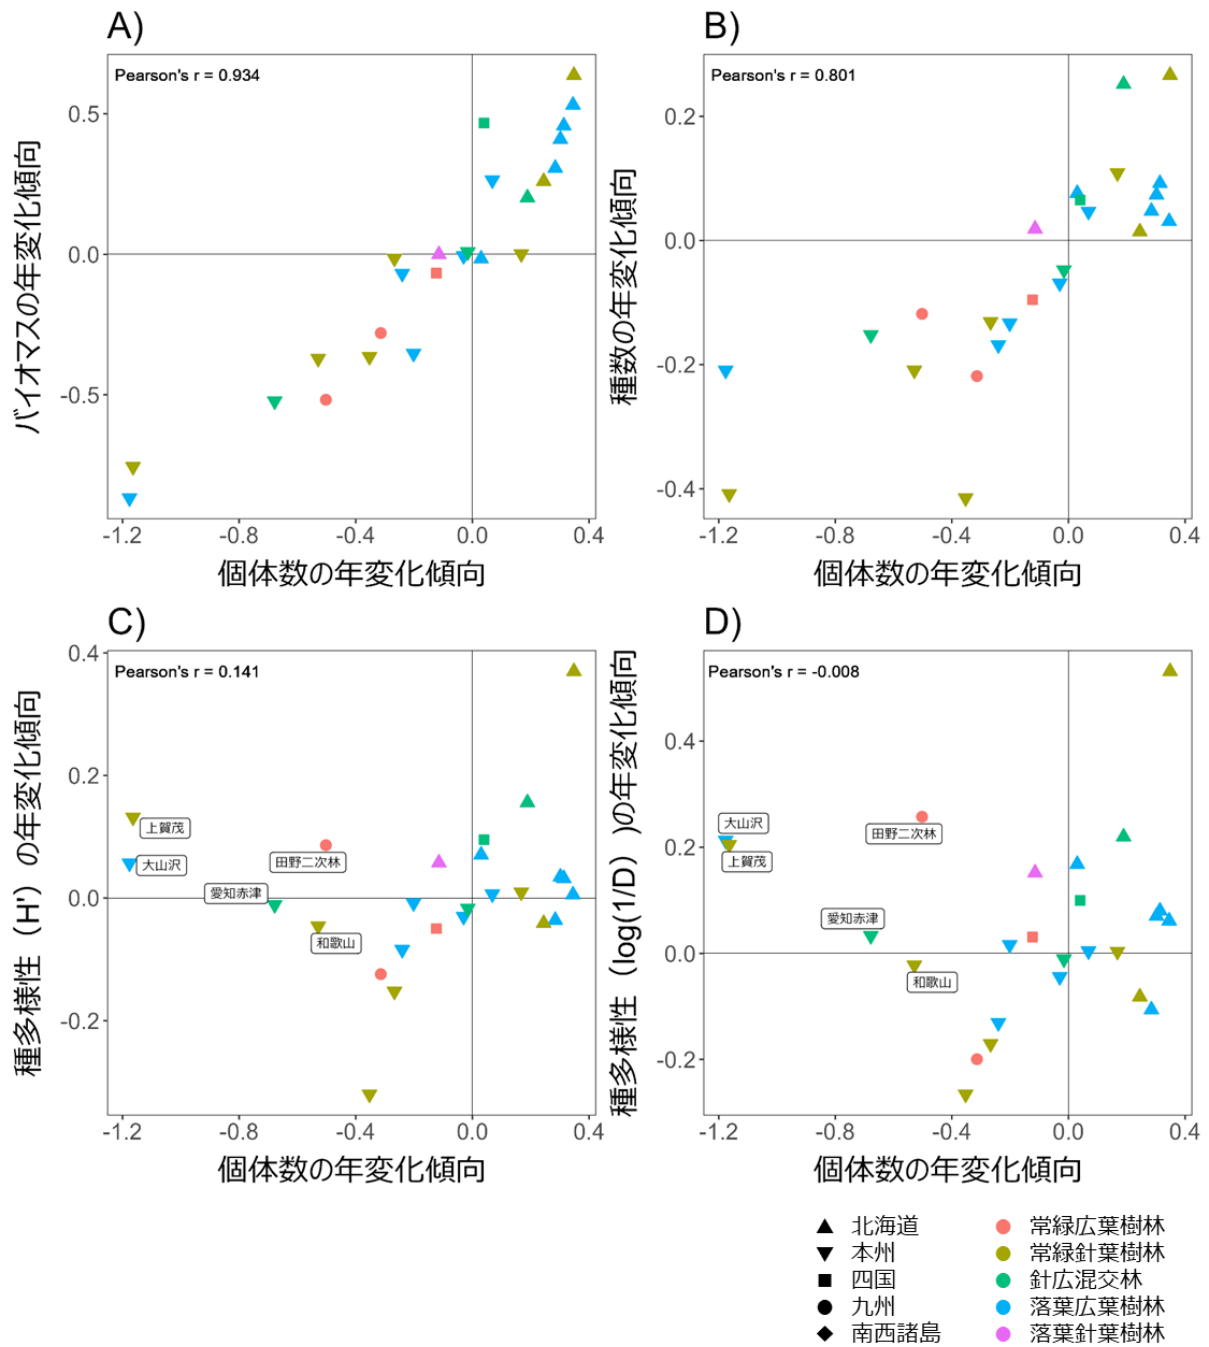 A)
Pearson's r = 0.934
バイオマスの年変化傾向
0.5
0.0
-0.5
-1.2 -0.8 -0.4 0.0 0.4
個体数の年変化傾向
B)
Pearson's r = 0.801
種数の年変化傾向
0.2
0.0
-0.2
-0.4
-1.2 -0.8 -0.4 0.0 0.4
個体数の年変化傾向
C)
Pearson's r = 0.141
種多様性（H'）の年変化傾向
0.4
0.2
0.0
-0.2
上賀茂
大山沢
田野二次林
愛知赤津
和歌山
-1.2 -0.8 -0.4 0.0 0.4
個体数の年変化傾向
D)
Pearson's r = -0.008
種多様性（log(1/D)）の年変化傾向
0.4
0.2
0.0
-0.2
大山沢
上賀茂
田野二次林
愛知赤津
和歌山
-1.2 -0.8 -0.4 0.0 0.4
個体数の年変化傾向
北海道
本州
四国
九州
南西諸島
常緑広葉樹林
常緑針葉樹林
針広混交林
落葉広葉樹林
落葉針葉樹林